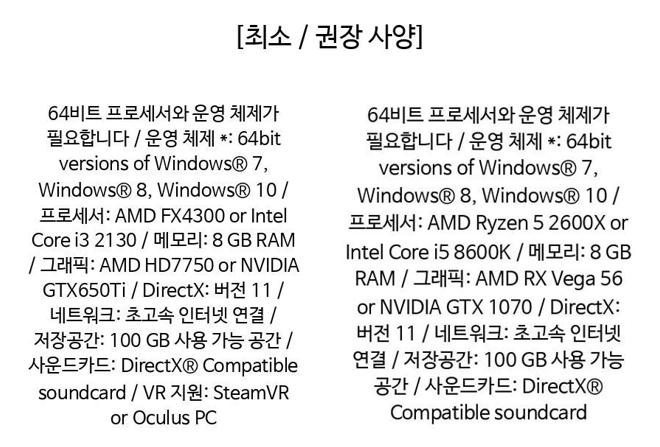 [최소 / 권장 사양]
64비트 프로세서와 운영 체제가
필요합니다 / 운영 체제 *: 64bit
versions of Windows® 7,
Windows® 8, Windows® 10 /
프로세서: AMD FX4300 or Intel
Core i3 2130 / 메모리: 8 GB RAM
/ 그래픽: AMD HD7750 or NVIDIA
GTX650Ti / DirectX: 버전 11 /
네트워크: 초고속 인터넷 연결 /
저장공간: 100 GB 사용 가능 공간 /
사운드카드: DirectX® Compatible
soundcard / VR 지원: SteamVR
or Oculus PC
64비트 프로세서와 운영 체제가
필요합니다 / 운영 체제 *: 64bit
versions of Windows® 7,
Windows® 8, Windows® 10 /
프로세서: AMD Ryzen 5 2600X or
Intel Core i5 8600K / 메모리: 8 GB
RAM / 그래픽: AMD RX Vega 56
or NVIDIA GTX 1070 / DirectX:
버전 11 / 네트워크: 초고속 인터넷
연결 / 저장공간: 100 GB 사용 가능
공간 / 사운드카드: DirectX®
Compatible soundcard